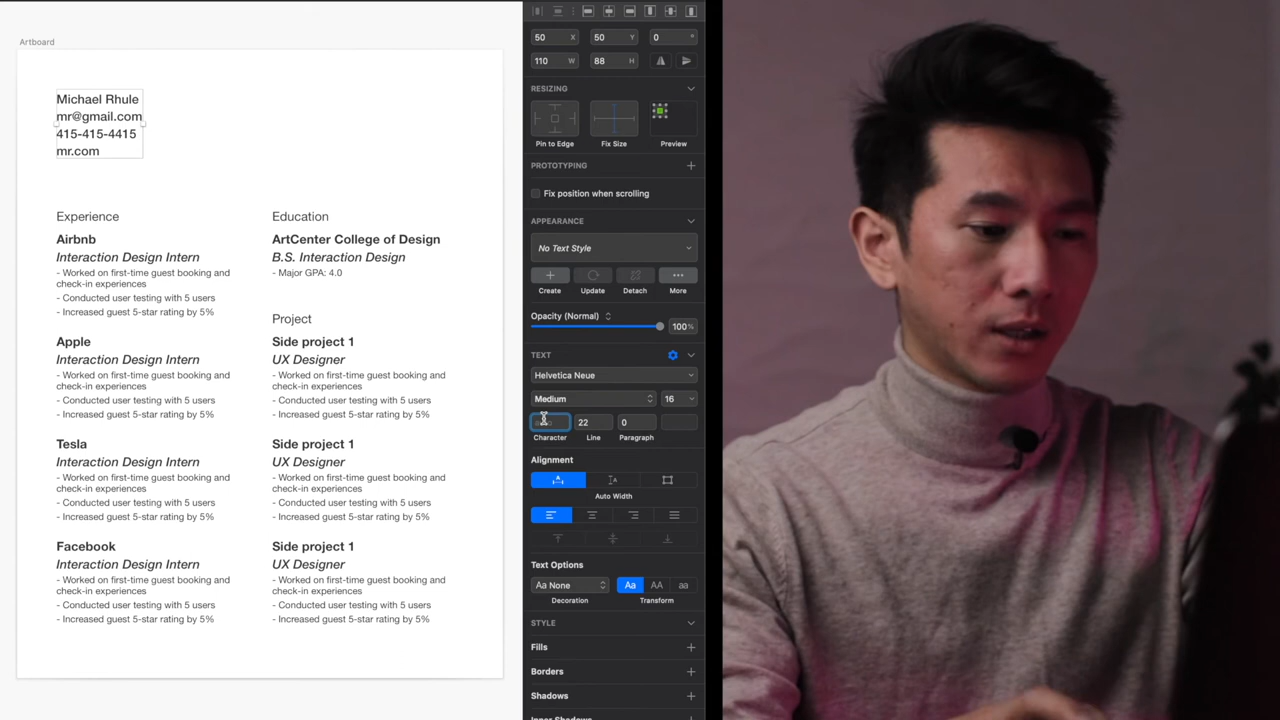 Artboard
Michael Rhule
mr@gmail.com
415-415-4415
mr.com
Experience
Airbnb
Interaction Design Intern
- Worked on first-time guest booking and
check-in experiences
- Conducted user testing with 5 users
- Increased guest 5-star rating by 5%
Apple
Interaction Design Intern
- Worked on first-time guest booking and
check-in experiences
- Conducted user testing with 5 users
- Increased guest 5-star rating by 5%
Tesla
Interaction Design Intern
- Worked on first-time guest booking and
check-in experiences
- Conducted user testing with 5 users
- Increased guest 5-star rating by 5%
Facebook
Interaction Design Intern
- Worked on first-time guest booking and
check-in experiences
- Conducted user testing with 5 users
- Increased guest 5-star rating by 5%
Education
ArtCenter College of Design
B.S. Interaction Design
- Major GPA: 4.0
Project
Side project 1
UX Designer
- Worked on first-time guest booking and
check-in experiences
- Conducted user testing with 5 users
- Increased guest 5-star rating by 5%
Side project 1
UX Designer
- Worked on first-time guest booking and
check-in experiences
- Conducted user testing with 5 users
- Increased guest 5-star rating by 5%
Side project 1
UX Designer
- Worked on first-time guest booking and
check-in experiences
- Conducted user testing with 5 users
- Increased guest 5-star rating by 5%
50 X 50 Y 0 °
110 W 88 H
RESIZING
Pin to Edge Fix Size Preview
PROTOTYPING
Fix position when scrolling
APPEARANCE
No Text Style
Create Update Detach More
Opacity (Normal) 100%
TEXT
Helvetica Neue
Medium 16
22 0
Character Line Paragraph
Alignment
Auto Width
Text Options
Aa None Aa AA aa
Decoration Transform
STYLE
Fills
Borders
Shadows